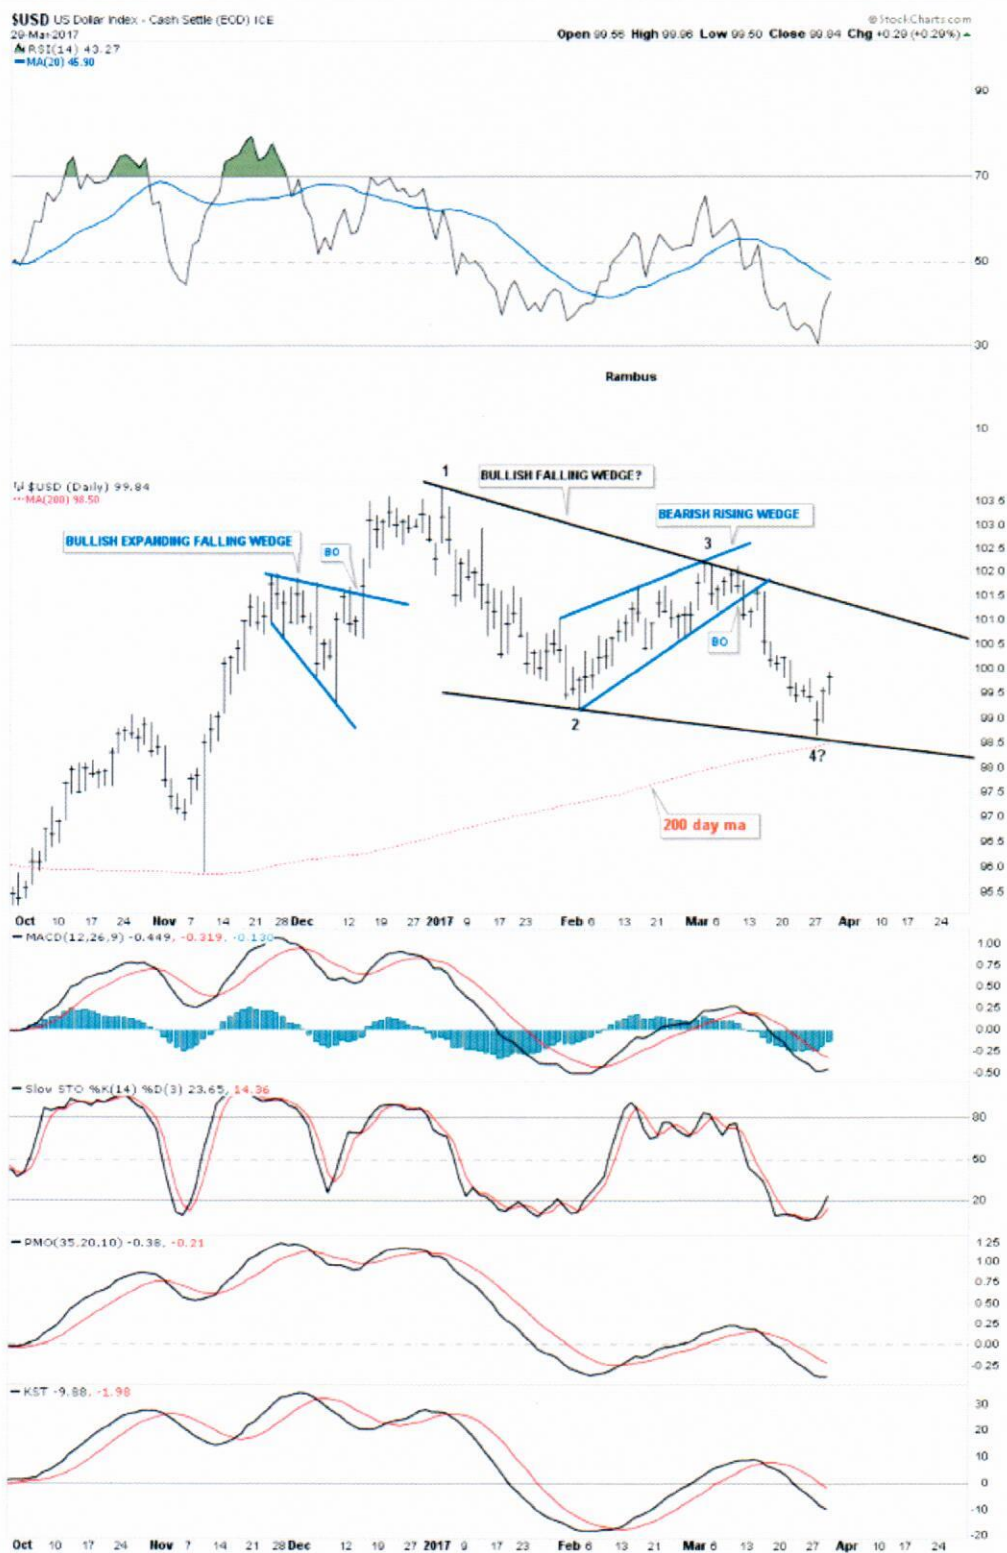 $USD US Dollar Index - Cash Settle (EOD) ICE
© StockCharts.com
29-Mar-2017
Open 99.56 High 99.96 Low 99.50 Close 99.84 Chg +0.29 (+0.29%)
RSI(14) 43.27
MA(20) 45.90
90
70
50
30
10
Rambus
$USD (Daily) 99.84
MA(200) 98.50
1
BULLISH FALLING WEDGE?
BEARISH RISING WEDGE
3
BULLISH EXPANDING FALLING WEDGE
BO
BO
2
4?
200 day ma
103.5
103.0
102.5
102.0
101.5
101.0
100.5
100.0
99.5
99.0
98.5
98.0
97.5
97.0
96.5
96.0
95.5
Oct 10 17 24 Nov 7 14 21 28 Dec 12 19 27 2017 9 17 23 Feb 6 13 21 Mar 6 13 20 27 Apr 10 17 24
MACD(12,26,9) -0.449, -0.319, -0.130
1.00
0.75
0.50
0.25
0.00
-0.25
-0.50
Slow STO %K(14) %D(3) 23.65, 14.36
80
50
20
PMO(35,20,10) -0.38, -0.21
1.25
1.00
0.75
0.50
0.25
0.00
-0.25
KST -9.88, -1.98
30
20
10
0
-10
-20
Oct 10 17 24 Nov 7 14 21 28 Dec 12 19 27 2017 9 17 23 Feb 6 13 21 Mar 6 13 20 27 Apr 10 17 24